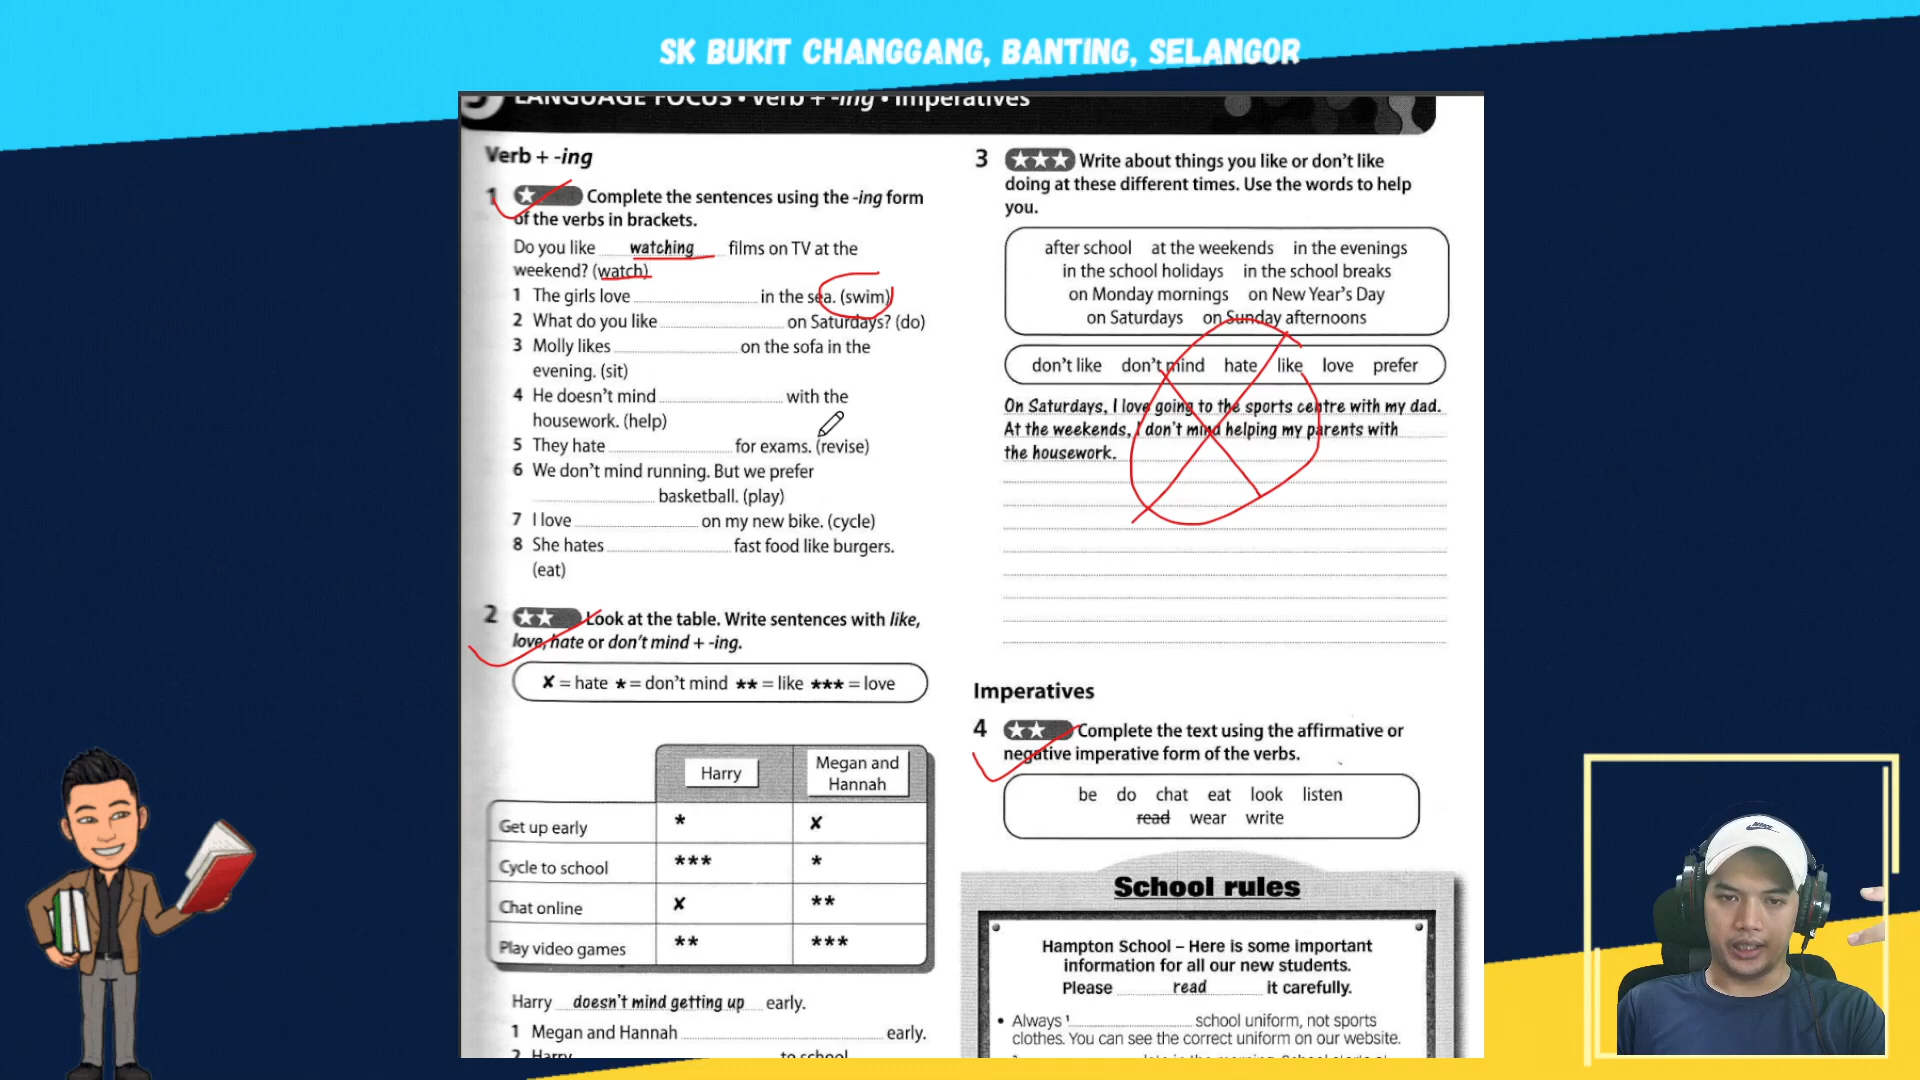 SK BUKIT CHANGGANG, BANTING, SELANGOR
LANGUAGE FOCUS • Verb + -ing • Imperatives
Verb + -ing
1 Complete the sentences using the -ing form
of the verbs in brackets.
Do you like watching films on TV at the
weekend? (watch)
1 The girls love ............ in the sea. (swim)
2 What do you like ............ on Saturdays? (do)
3 Molly likes ............ on the sofa in the
evening. (sit)
4 He doesn't mind ............ with the
housework. (help)
5 They hate ............ for exams. (revise)
6 We don't mind running. But we prefer
............ basketball. (play)
7 I love ............ on my new bike. (cycle)
8 She hates ............ fast food like burgers.
(eat)
2 Look at the table. Write sentences with like,
love, hate or don't mind + -ing.
✘ = hate * = don't mind ** = like *** = love
Harry
Megan and
Hannah
Get up early * ✘
Cycle to school *** *
Chat online ✘ **
Play video games ** ***
Harry doesn't mind getting up early.
1 Megan and Hannah ............ early.
2 Harry ............ to school
3 Write about things you like or don't like
doing at these different times. Use the words to help
you.
after school at the weekends in the evenings
in the school holidays in the school breaks
on Monday mornings on New Year's Day
on Saturdays on Sunday afternoons
don't like don't mind hate like love prefer
On Saturdays, I love going to the sports centre with my dad.
At the weekends, I don't mind helping my parents with
the housework.
Imperatives
4 Complete the text using the affirmative or
negative imperative form of the verbs.
be do chat eat look listen
read wear write
School rules
Hampton School – Here is some important
information for all our new students.
Please read it carefully.
• Always 1 ............ school uniform, not sports
clothes. You can see the correct uniform on our website.